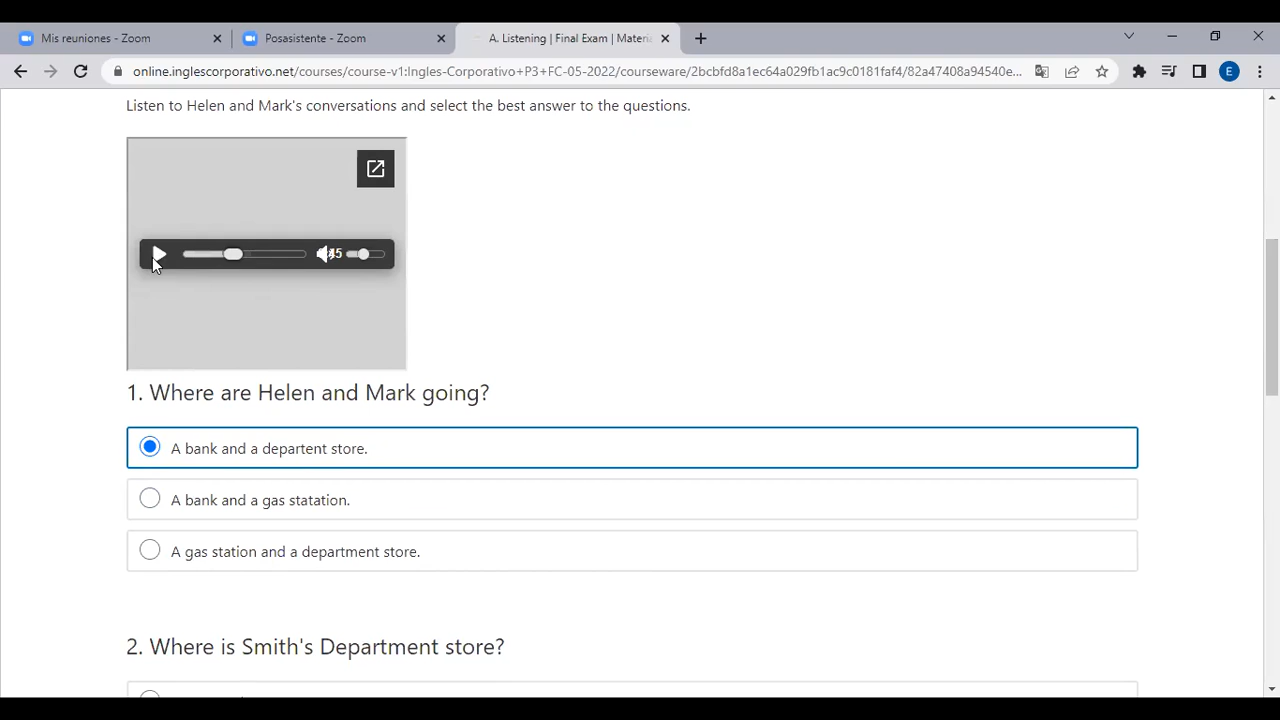 Mis reuniones - Zoom
Posasistente - Zoom
A. Listening | Final Exam | Materi
online.inglescorporativo.net/courses/course-v1:Ingles-Corporativo+P3+FC-05-2022/courseware/2bcbfd8a1ec64a029fb1ac9c0181faf4/82a47408a94540e...
E
Listen to Helen and Mark's conversations and select the best answer to the questions.
1. Where are Helen and Mark going?
A bank and a departent store.
A bank and a gas statation.
A gas station and a department store.
2. Where is Smith's Department store?